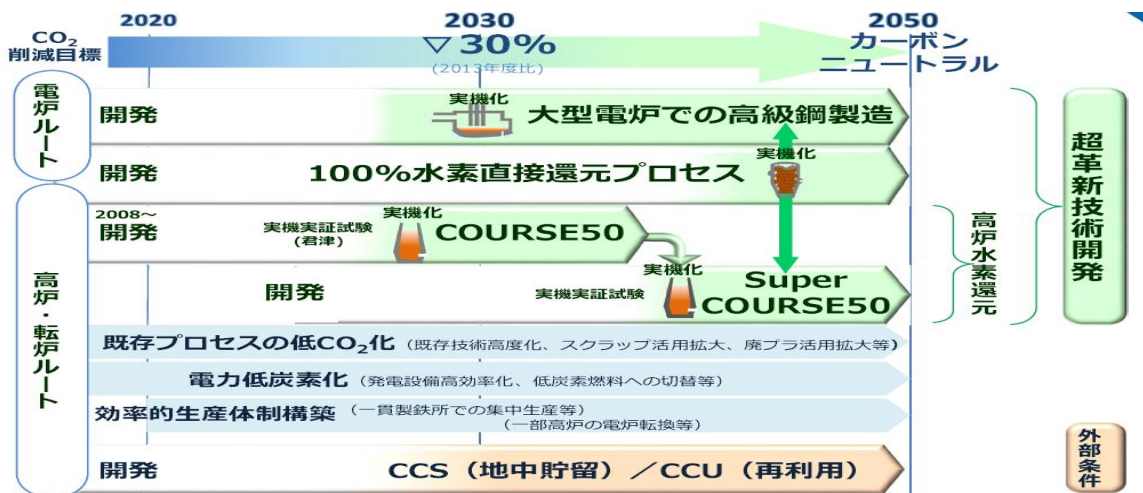 2020
2030
2050
CO₂
削減目標
▽30%
(2013年度比)
カーボン
ニュートラル
電炉ルート
開発
実機化
大型電炉での高級鋼製造
開発
100%水素直接還元プロセス
実機化
高炉・転炉ルート
2008～
開発
実機実証試験
(君津)
実機化
COURSE50
開発
実機実証試験
実機化
Super
COURSE50
既存プロセスの低CO₂化（既存技術高度化、スクラップ活用拡大、廃プラ活用拡大等）
電力低炭素化（発電設備高効率化、低炭素燃料への切替等）
効率的生産体制構築（一貫製鉄所での集中生産等）
（一部高炉の電炉転換等）
開発
CCS（地中貯留）／CCU（再利用）
高炉水素還元
超革新技術開発
外部条件